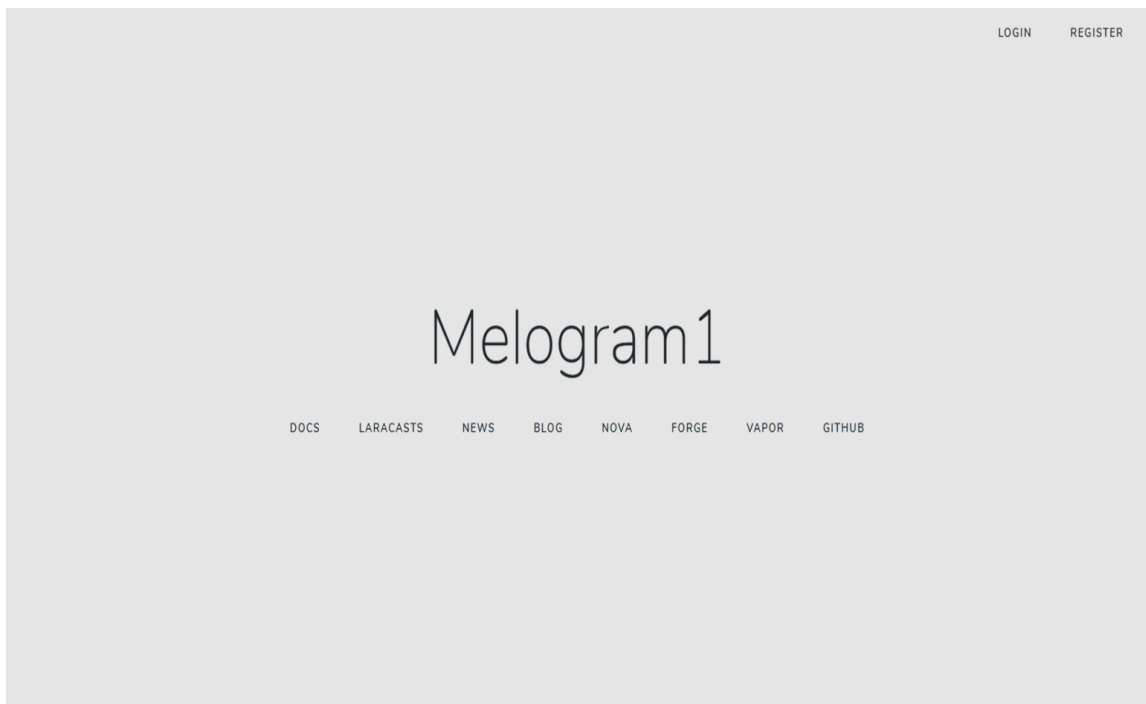 LOGIN REGISTER
Melogram1
DOCS LARACASTS NEWS BLOG NOVA FORGE VAPOR GITHUB